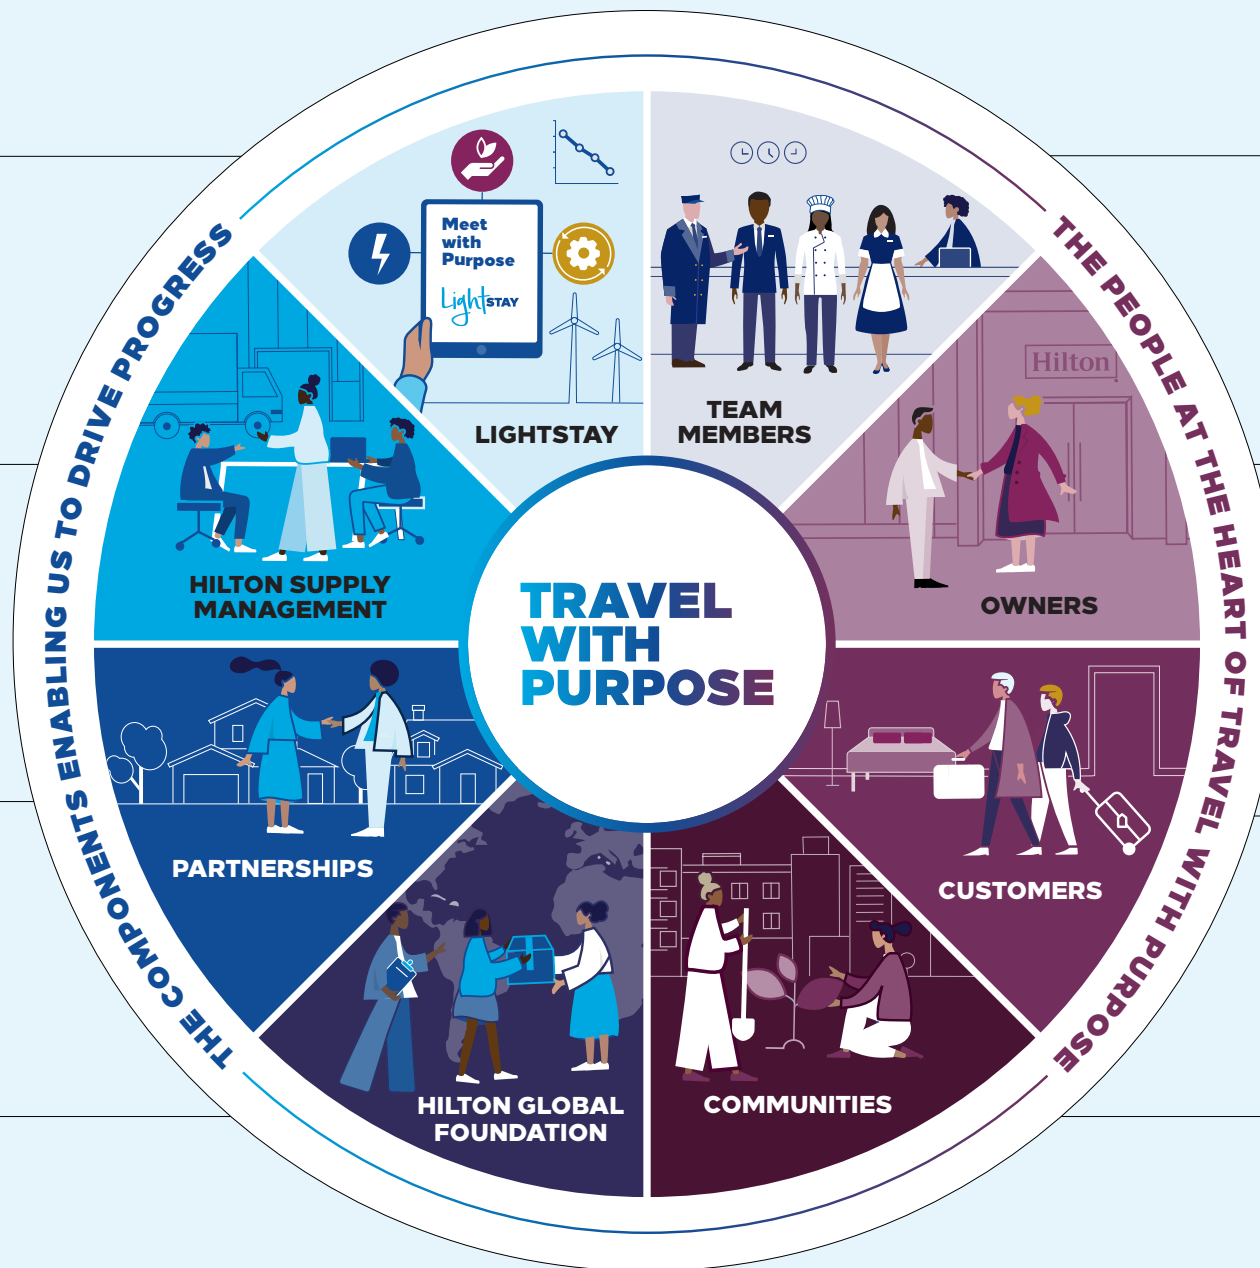 THE COMPONENTS ENABLING US TO DRIVE PROGRESS
THE PEOPLE AT THE HEART OF TRAVEL WITH PURPOSE
Meet
with
Purpose
LightSTAY
LIGHTSTAY
TEAM
MEMBERS
Hilton
OWNERS
HILTON SUPPLY
MANAGEMENT
TRAVEL
WITH
PURPOSE
PARTNERSHIPS
CUSTOMERS
HILTON GLOBAL
FOUNDATION
COMMUNITIES